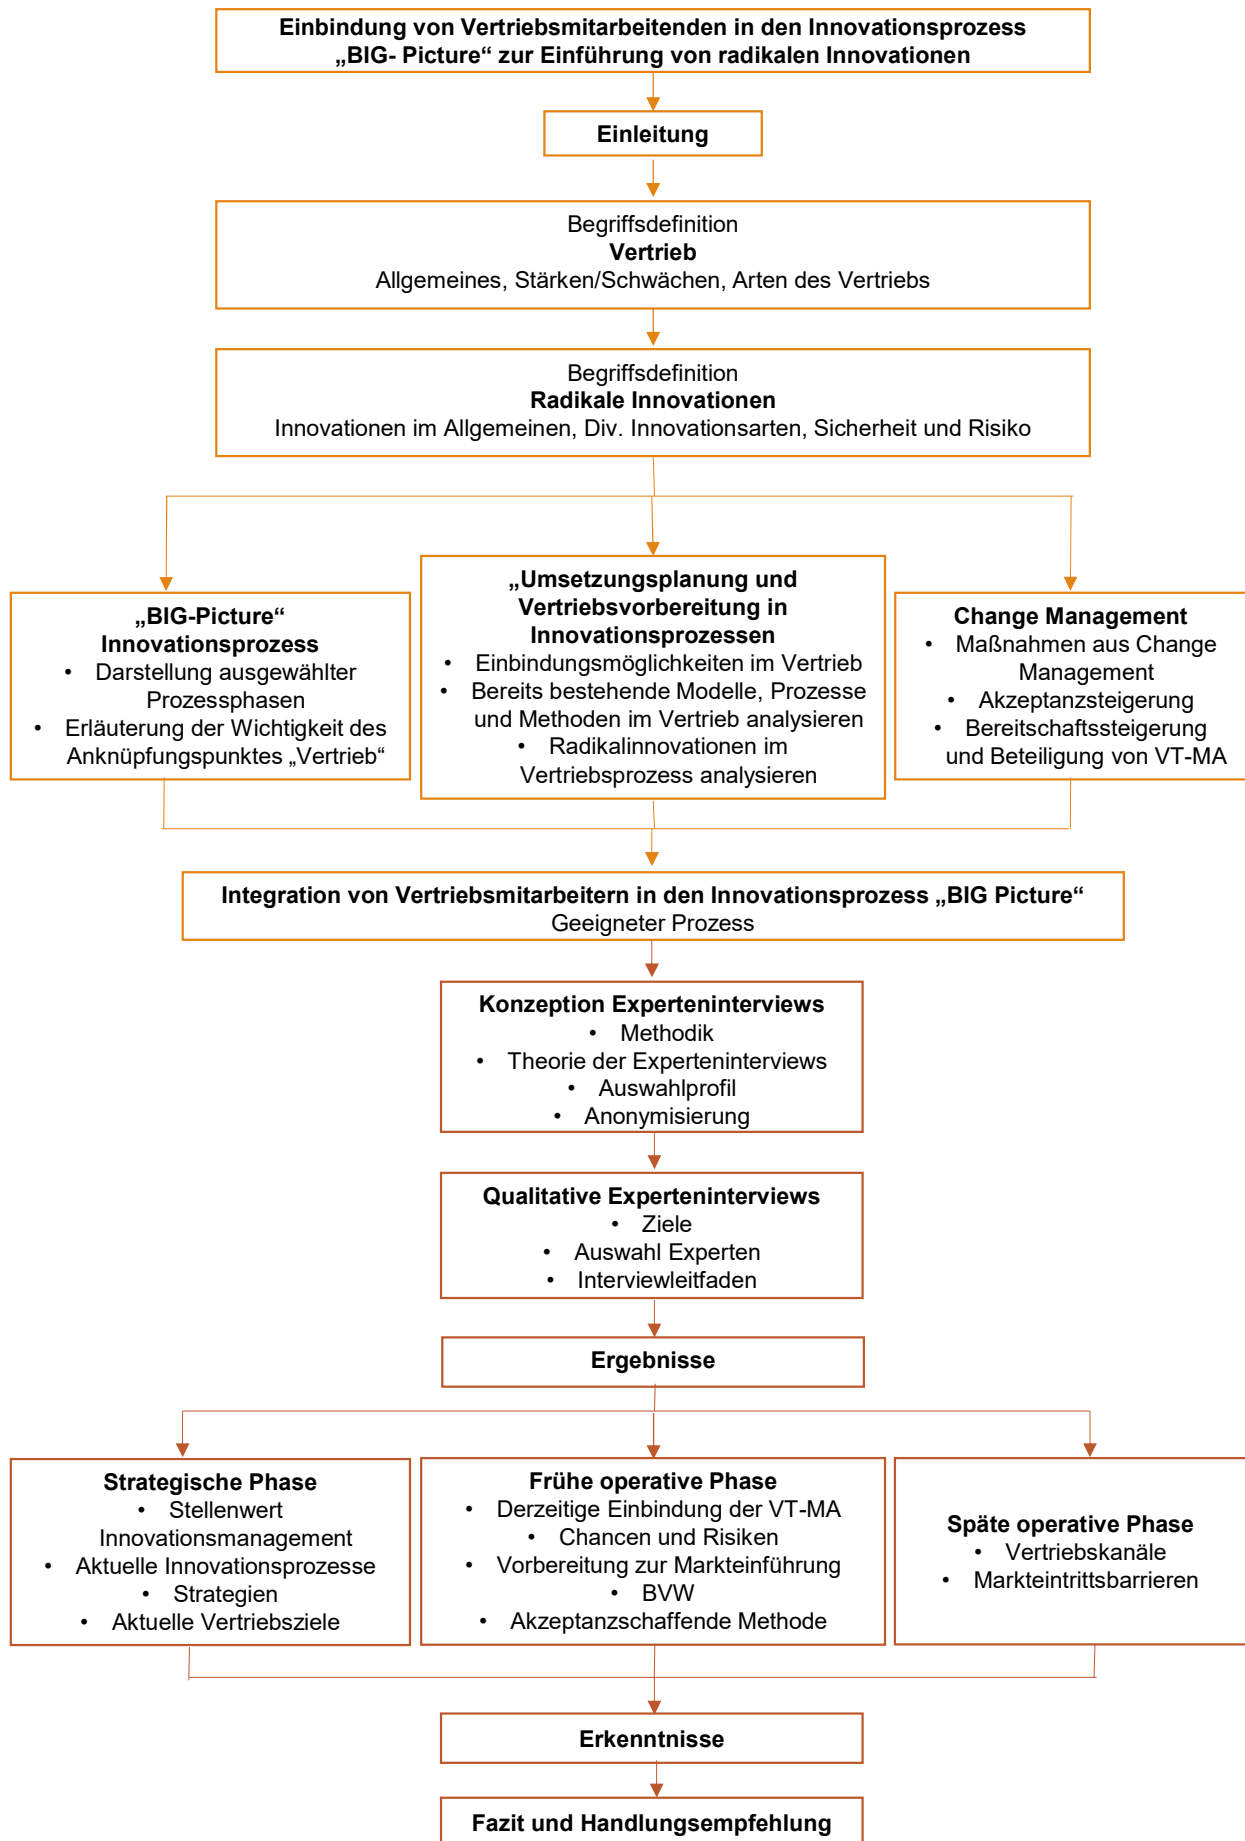 Einbindung von Vertriebsmitarbeitenden in den Innovationsprozess
„BIG- Picture“ zur Einführung von radikalen Innovationen
Einleitung
Begriffsdefinition
Vertrieb
Allgemeines, Stärken/Schwächen, Arten des Vertriebs
Begriffsdefinition
Radikale Innovationen
Innovationen im Allgemeinen, Div. Innovationsarten, Sicherheit und Risiko
„BIG-Picture“
Innovationsprozess
• Darstellung ausgewählter
Prozessphasen
• Erläuterung der Wichtigkeit des
Anknüpfungspunktes „Vertrieb“
„Umsetzungsplanung und
Vertriebsvorbereitung in
Innovationsprozessen
• Einbindungsmöglichkeiten im Vertrieb
• Bereits bestehende Modelle, Prozesse
und Methoden im Vertrieb analysieren
• Radikalinnovationen im
Vertriebsprozess analysieren
Change Management
• Maßnahmen aus Change
Management
• Akzeptanzsteigerung
• Bereitschaftssteigerung
und Beteiligung von VT-MA
Integration von Vertriebsmitarbeitern in den Innovationsprozess „BIG Picture“
Geeigneter Prozess
Konzeption Experteninterviews
• Methodik
• Theorie der Experteninterviews
• Auswahlprofil
• Anonymisierung
Qualitative Experteninterviews
• Ziele
• Auswahl Experten
• Interviewleitfaden
Ergebnisse
Strategische Phase
• Stellenwert
Innovationsmanagement
• Aktuelle Innovationsprozesse
• Strategien
• Aktuelle Vertriebsziele
Frühe operative Phase
• Derzeitige Einbindung der VT-MA
• Chancen und Risiken
• Vorbereitung zur Markteinführung
• BVW
• Akzeptanzschaffende Methode
Späte operative Phase
• Vertriebskanäle
• Markteintrittsbarrieren
Erkenntnisse
Fazit und Handlungsempfehlung